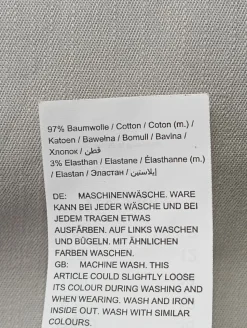 97% Baumwolle / Cotton / Coton (m.) /
Katoen / Bawełna / Bomull / Bavlna /
Хлопок / قطن
3% Elasthan / Elastane / Élasthanne (m.)
/ Elastan / Эластан / إيلاستين
DE: MASCHINENWÄSCHE. WARE
KANN BEI JEDER WÄSCHE UND BEI
JEDEM TRAGEN ETWAS
AUSFÄRBEN. AUF LINKS WASCHEN
UND BÜGELN. MIT ÄHNLICHEN
FARBEN WASCHEN.
GB: MACHINE WASH. THIS
ARTICLE COULD SLIGHTLY LOOSE
ITS COLOUR DURING WASHING AND
WHEN WEARING. WASH AND IRON
INSIDE OUT. WASH WITH SIMILAR
COLOURS.